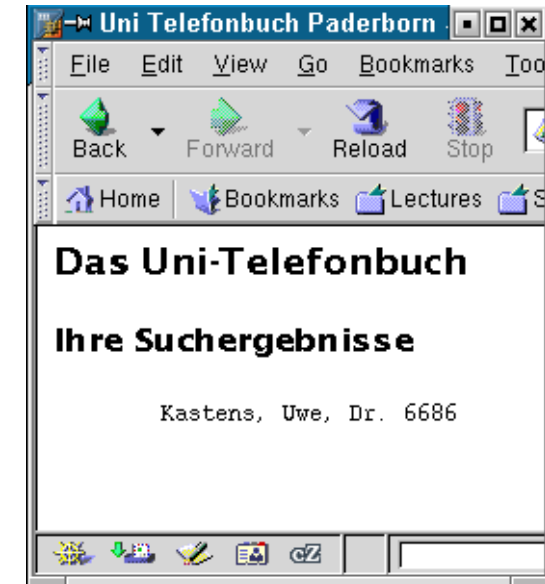 Uni Telefonbuch Paderborn
File Edit View Go Bookmarks Too
Back Forward Reload Stop
Home Bookmarks Lectures S
Das Uni-Telefonbuch
Ihre Suchergebnisse
Kastens, Uwe, Dr. 6686